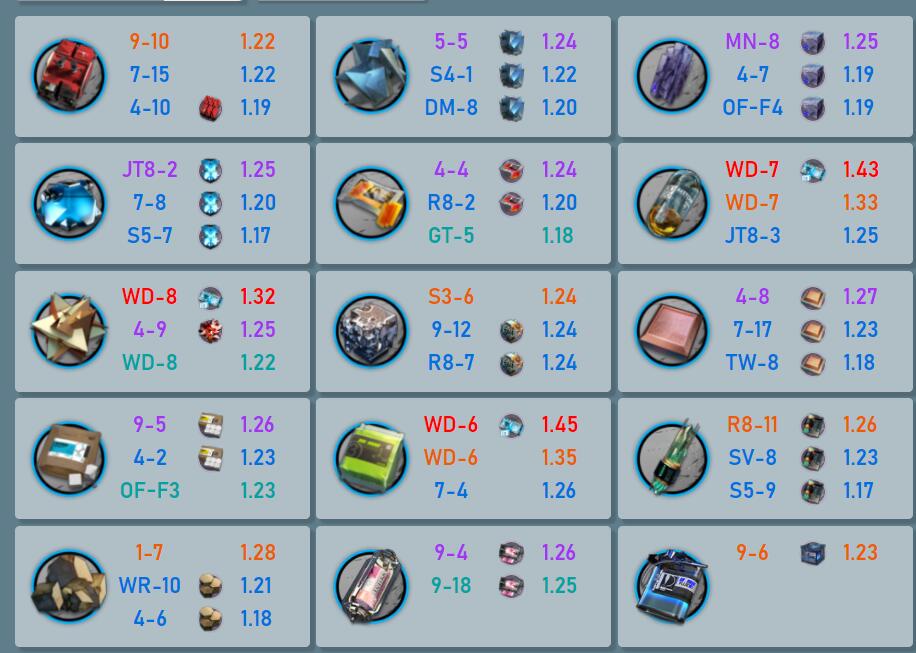 9-10 1.22
7-15 1.22
4-10 1.19
5-5 1.24
S4-1 1.22
DM-8 1.20
MN-8 1.25
4-7 1.19
OF-F4 1.19
JT8-2 1.25
7-8 1.20
S5-7 1.17
4-4 1.24
R8-2 1.20
GT-5 1.18
WD-7 1.43
WD-7 1.33
JT8-3 1.25
WD-8 1.32
4-9 1.25
WD-8 1.22
S3-6 1.24
9-12 1.24
R8-7 1.24
4-8 1.27
7-17 1.23
TW-8 1.18
9-5 1.26
4-2 1.23
OF-F3 1.23
WD-6 1.45
WD-6 1.35
7-4 1.26
R8-11 1.26
SV-8 1.23
S5-9 1.17
1-7 1.28
WR-10 1.21
4-6 1.18
9-4 1.26
9-18 1.25
9-6 1.23